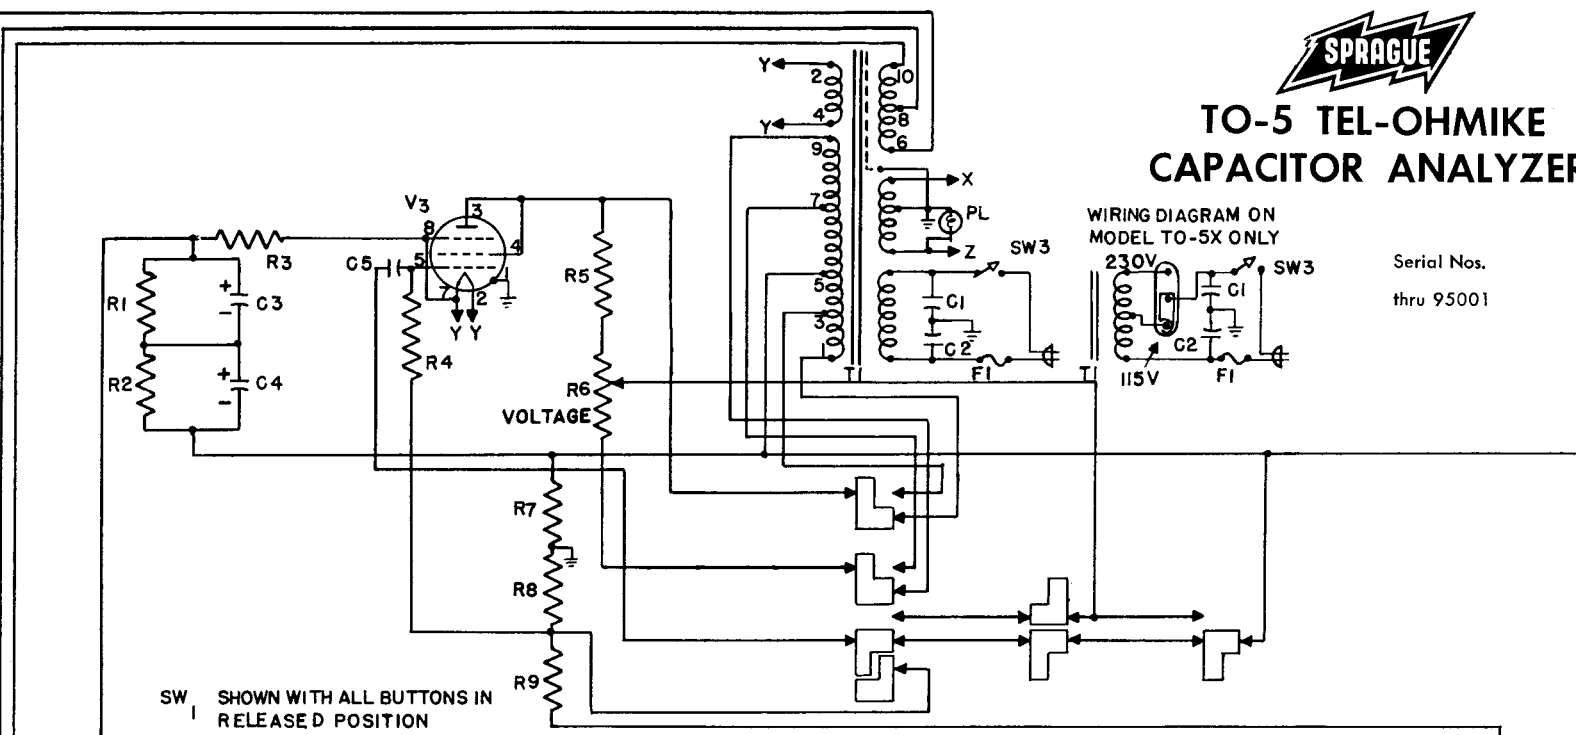 SPRAGUE
TO-5 TEL-OHMIKE
CAPACITOR ANALYZER
WIRING DIAGRAM ON
MODEL TO-5X ONLY
Serial Nos.
thru 95001
Y
2
4
Y
9
7
5
3
1
10
8
6
X
PL
Z
SW3
C1
C2
F1
T1
230V
115V
T1
C1
C2
F1
SW3
V3
3
8
4
5
7
2
1
Y Y
R3
C5
R1
C3
+
−
R2
C4
+
−
R4
R5
R6
VOLTAGE
R7
R8
R9
SW1 SHOWN WITH ALL BUTTONS IN
RELEASED POSITION